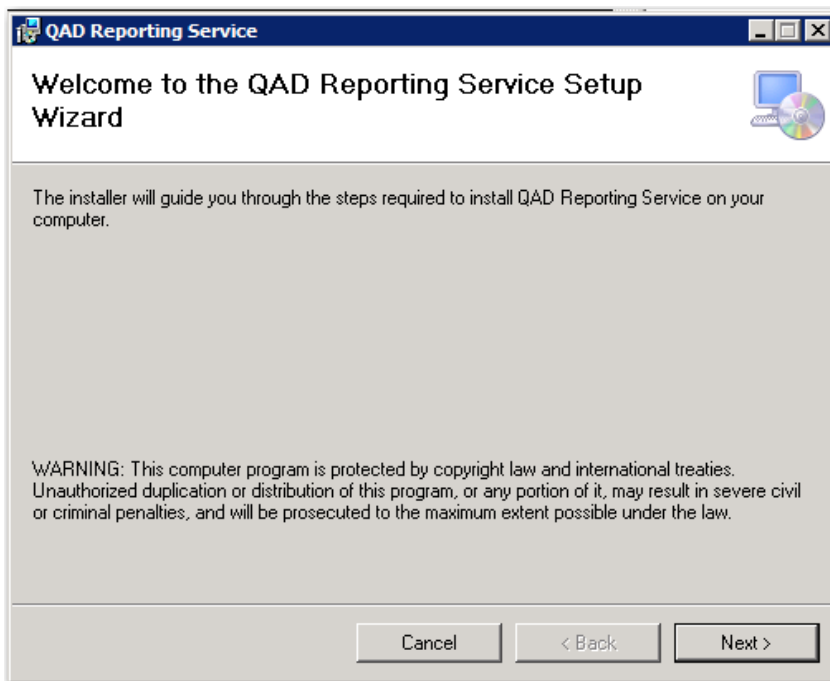 QAD Reporting Service
Welcome to the QAD Reporting Service Setup
Wizard
The installer will guide you through the steps required to install QAD Reporting Service on your
computer.
WARNING: This computer program is protected by copyright law and international treaties.
Unauthorized duplication or distribution of this program, or any portion of it, may result in severe civil
or criminal penalties, and will be prosecuted to the maximum extent possible under the law.
Cancel
< Back
Next >